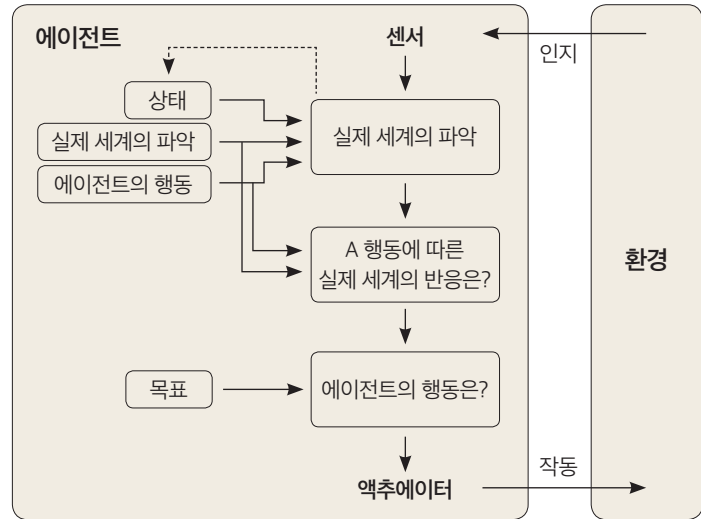 에이전트
센서
인지
상태
실제 세계의 파악
실제 세계의 파악
에이전트의 행동
A 행동에 따른
실제 세계의 반응은?
환경
목표
에이전트의 행동은?
작동
액추에이터